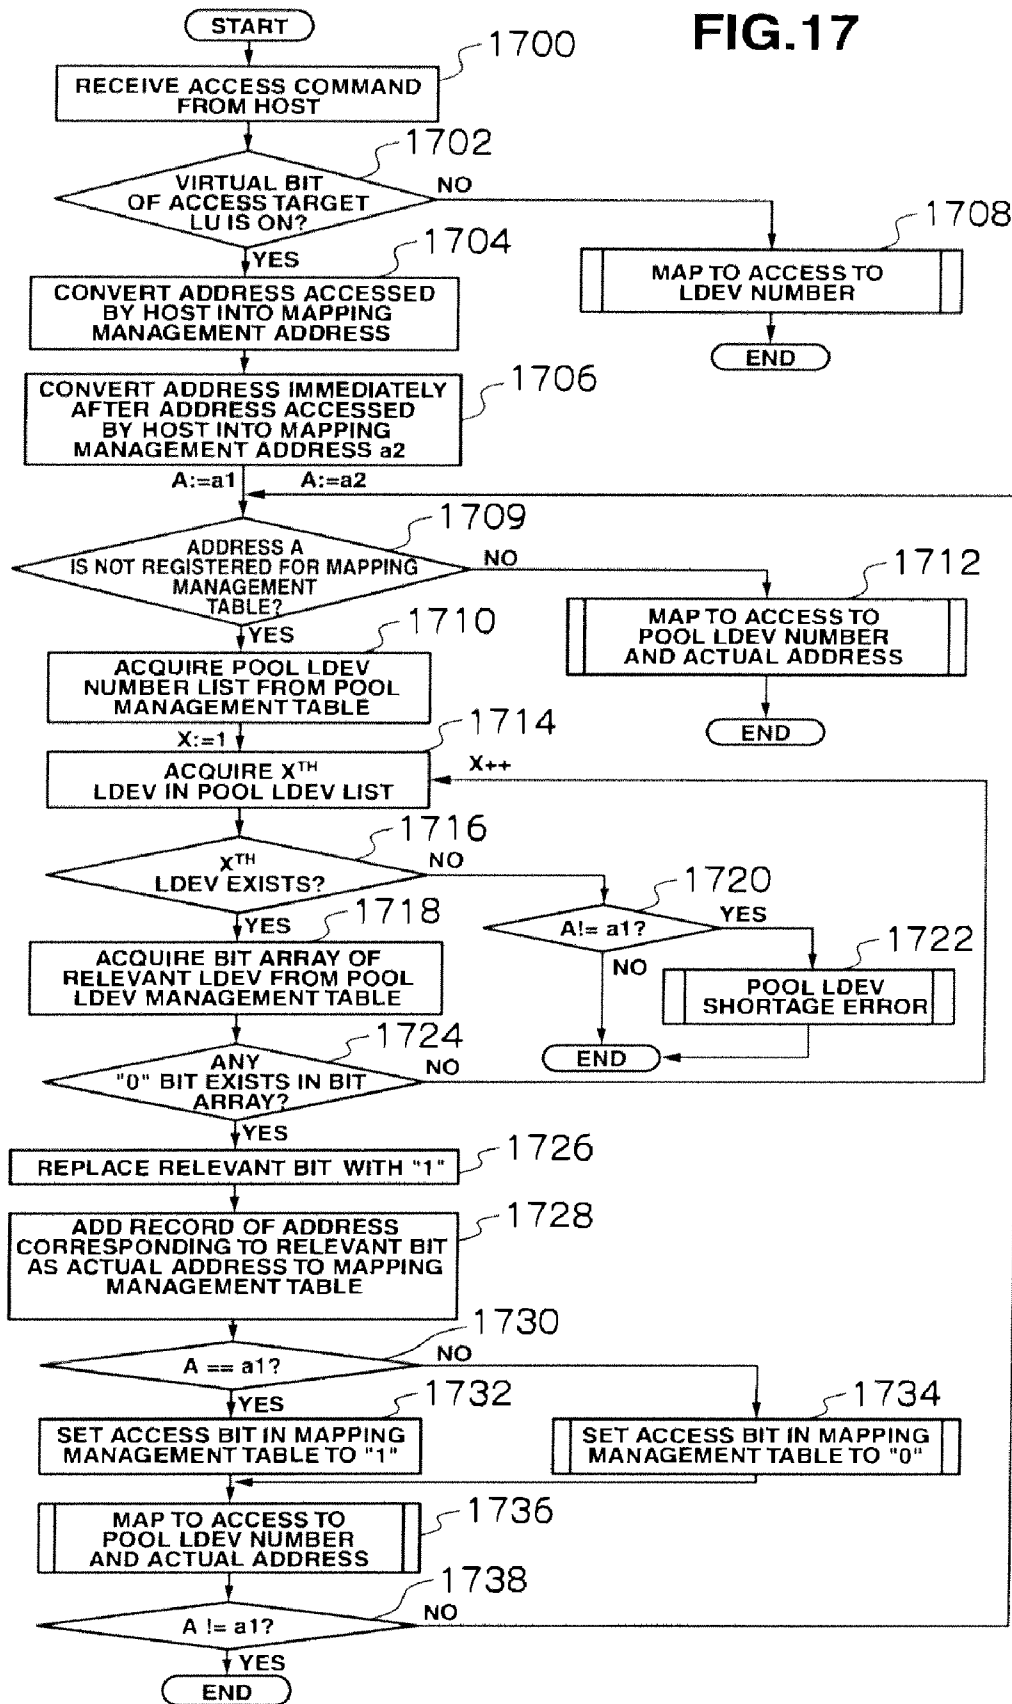 FIG.17
START
1700
RECEIVE ACCESS COMMAND
FROM HOST
1702
VIRTUAL BIT
OF ACCESS TARGET
LU IS ON?
NO
YES
1704
CONVERT ADDRESS ACCESSED
BY HOST INTO MAPPING
MANAGEMENT ADDRESS
1708
MAP TO ACCESS TO
LDEV NUMBER
END
1706
CONVERT ADDRESS IMMEDIATELY
AFTER ADDRESS ACCESSED
BY HOST INTO MAPPING
MANAGEMENT ADDRESS a2
A:=a1
A:=a2
1709
ADDRESS A
IS NOT REGISTERED FOR MAPPING
MANAGEMENT
TABLE?
NO
YES
1712
MAP TO ACCESS TO
POOL LDEV NUMBER
AND ACTUAL ADDRESS
END
1710
ACQUIRE POOL LDEV
NUMBER LIST FROM POOL
MANAGEMENT TABLE
X:=1
1714
ACQUIRE XTH
LDEV IN POOL LDEV LIST
X++
1716
XTH
LDEV EXISTS?
NO
YES
1720
A!= a1?
YES
NO
1722
POOL LDEV
SHORTAGE ERROR
END
1718
ACQUIRE BIT ARRAY OF
RELEVANT LDEV FROM POOL
LDEV MANAGEMENT TABLE
1724
ANY
"0" BIT EXISTS IN BIT
ARRAY?
NO
YES
1726
REPLACE RELEVANT BIT WITH "1"
1728
ADD RECORD OF ADDRESS
CORRESPONDING TO RELEVANT BIT
AS ACTUAL ADDRESS TO MAPPING
MANAGEMENT TABLE
1730
A == a1?
NO
YES
1732
SET ACCESS BIT IN MAPPING
MANAGEMENT TABLE TO "1"
1734
SET ACCESS BIT IN MAPPING
MANAGEMENT TABLE TO "0"
1736
MAP TO ACCESS TO
POOL LDEV NUMBER
AND ACTUAL ADDRESS
1738
A != a1?
NO
YES
END